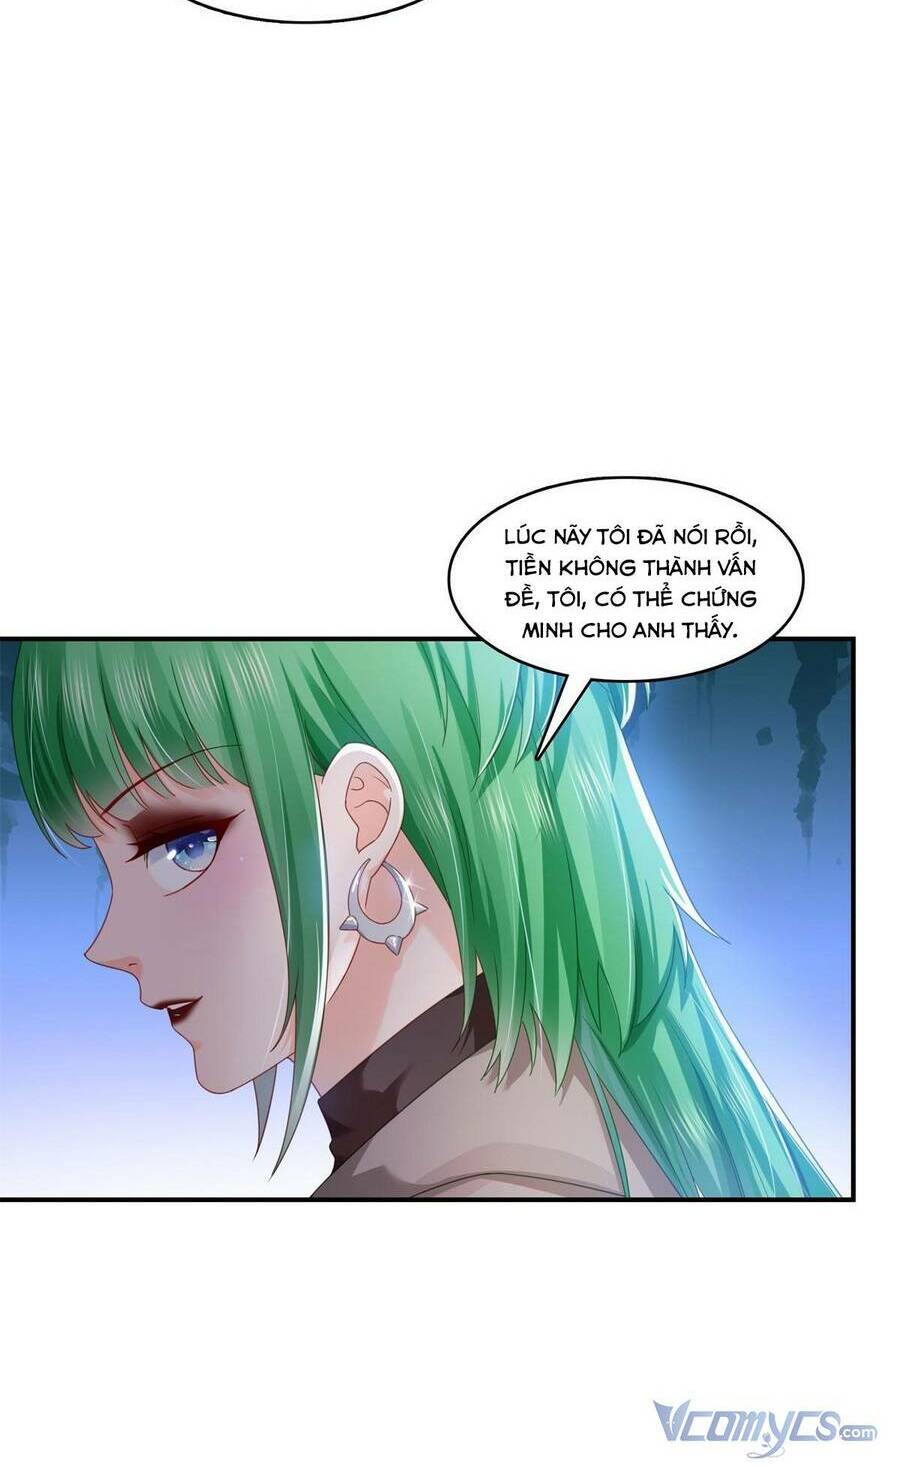 LÚC NÃY TÔI ĐÃ NÓI RỒI,
TIỀN KHÔNG THÀNH VẤN
ĐỀ, TÔI, CÓ THỂ CHỨNG
MINH CHO ANH THẤY.
VCOMYCS.com